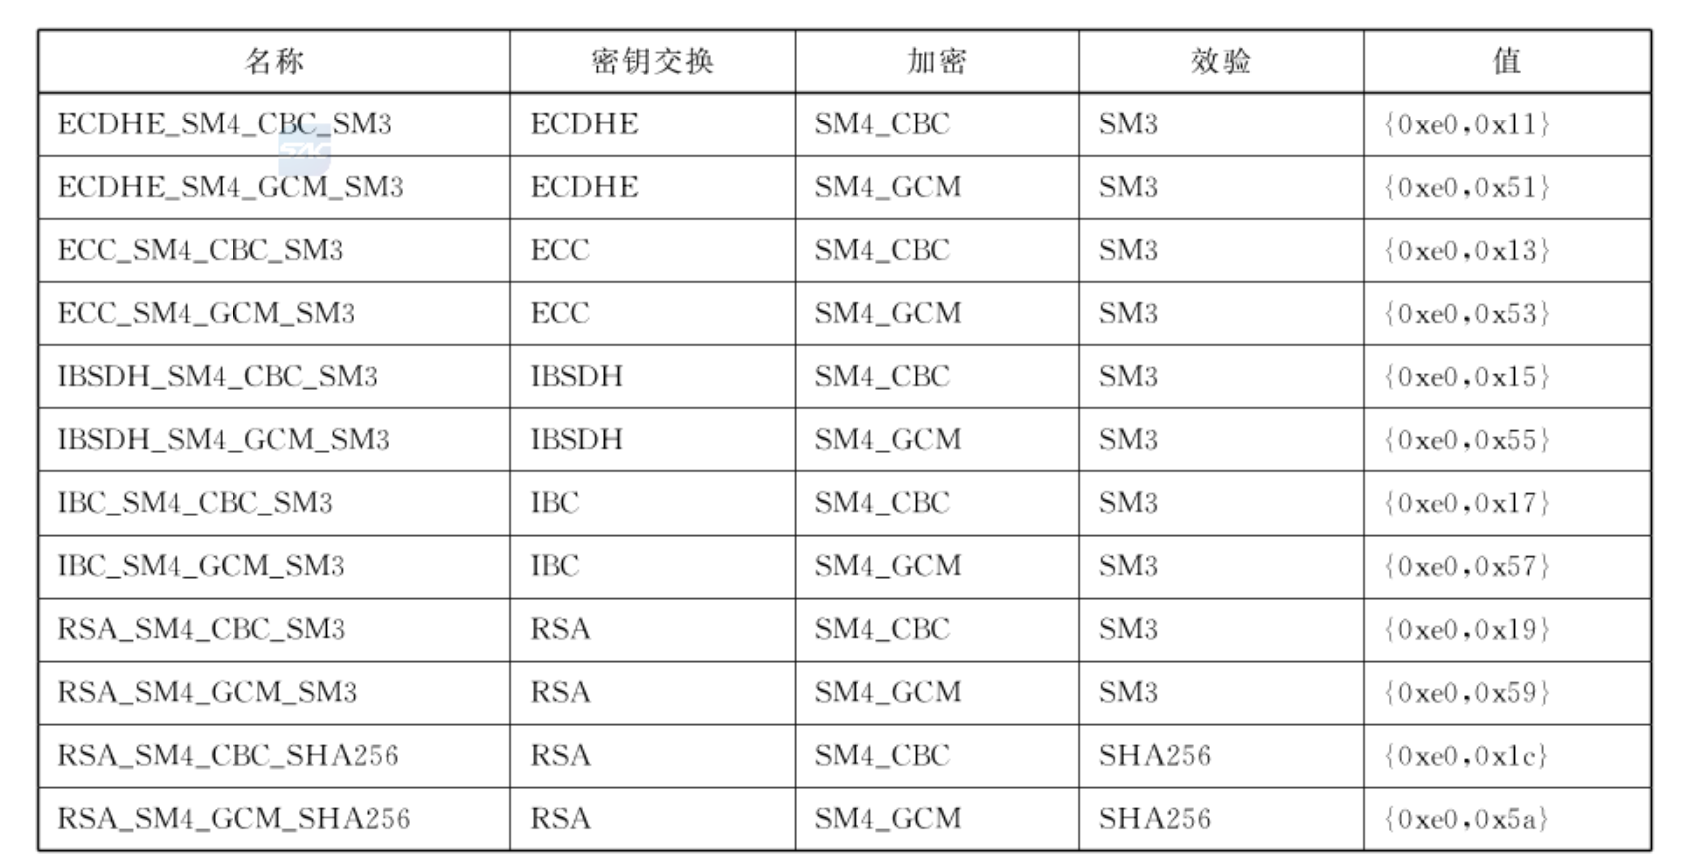 名称 密钥交换 加密 效验 值
ECDHE_SM4_CBC_SM3 ECDHE SM4_CBC SM3 {0xe0,0x11}
ECDHE_SM4_GCM_SM3 ECDHE SM4_GCM SM3 {0xe0,0x51}
ECC_SM4_CBC_SM3 ECC SM4_CBC SM3 {0xe0,0x13}
ECC_SM4_GCM_SM3 ECC SM4_GCM SM3 {0xe0,0x53}
IBSDH_SM4_CBC_SM3 IBSDH SM4_CBC SM3 {0xe0,0x15}
IBSDH_SM4_GCM_SM3 IBSDH SM4_GCM SM3 {0xe0,0x55}
IBC_SM4_CBC_SM3 IBC SM4_CBC SM3 {0xe0,0x17}
IBC_SM4_GCM_SM3 IBC SM4_GCM SM3 {0xe0,0x57}
RSA_SM4_CBC_SM3 RSA SM4_CBC SM3 {0xe0,0x19}
RSA_SM4_GCM_SM3 RSA SM4_GCM SM3 {0xe0,0x59}
RSA_SM4_CBC_SHA256 RSA SM4_CBC SHA256 {0xe0,0x1c}
RSA_SM4_GCM_SHA256 RSA SM4_GCM SHA256 {0xe0,0x5a}